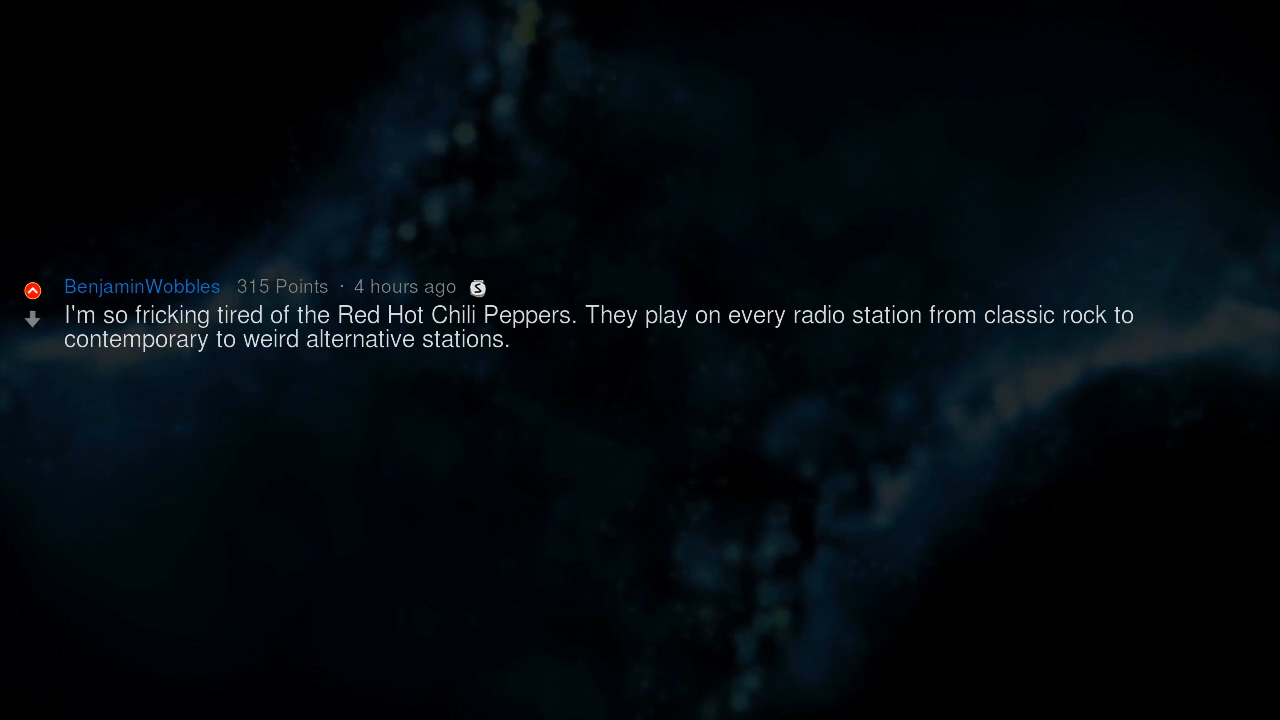 BenjaminWobbles 315 Points · 4 hours ago S
I'm so fricking tired of the Red Hot Chili Peppers. They play on every radio station from classic rock to
contemporary to weird alternative stations.